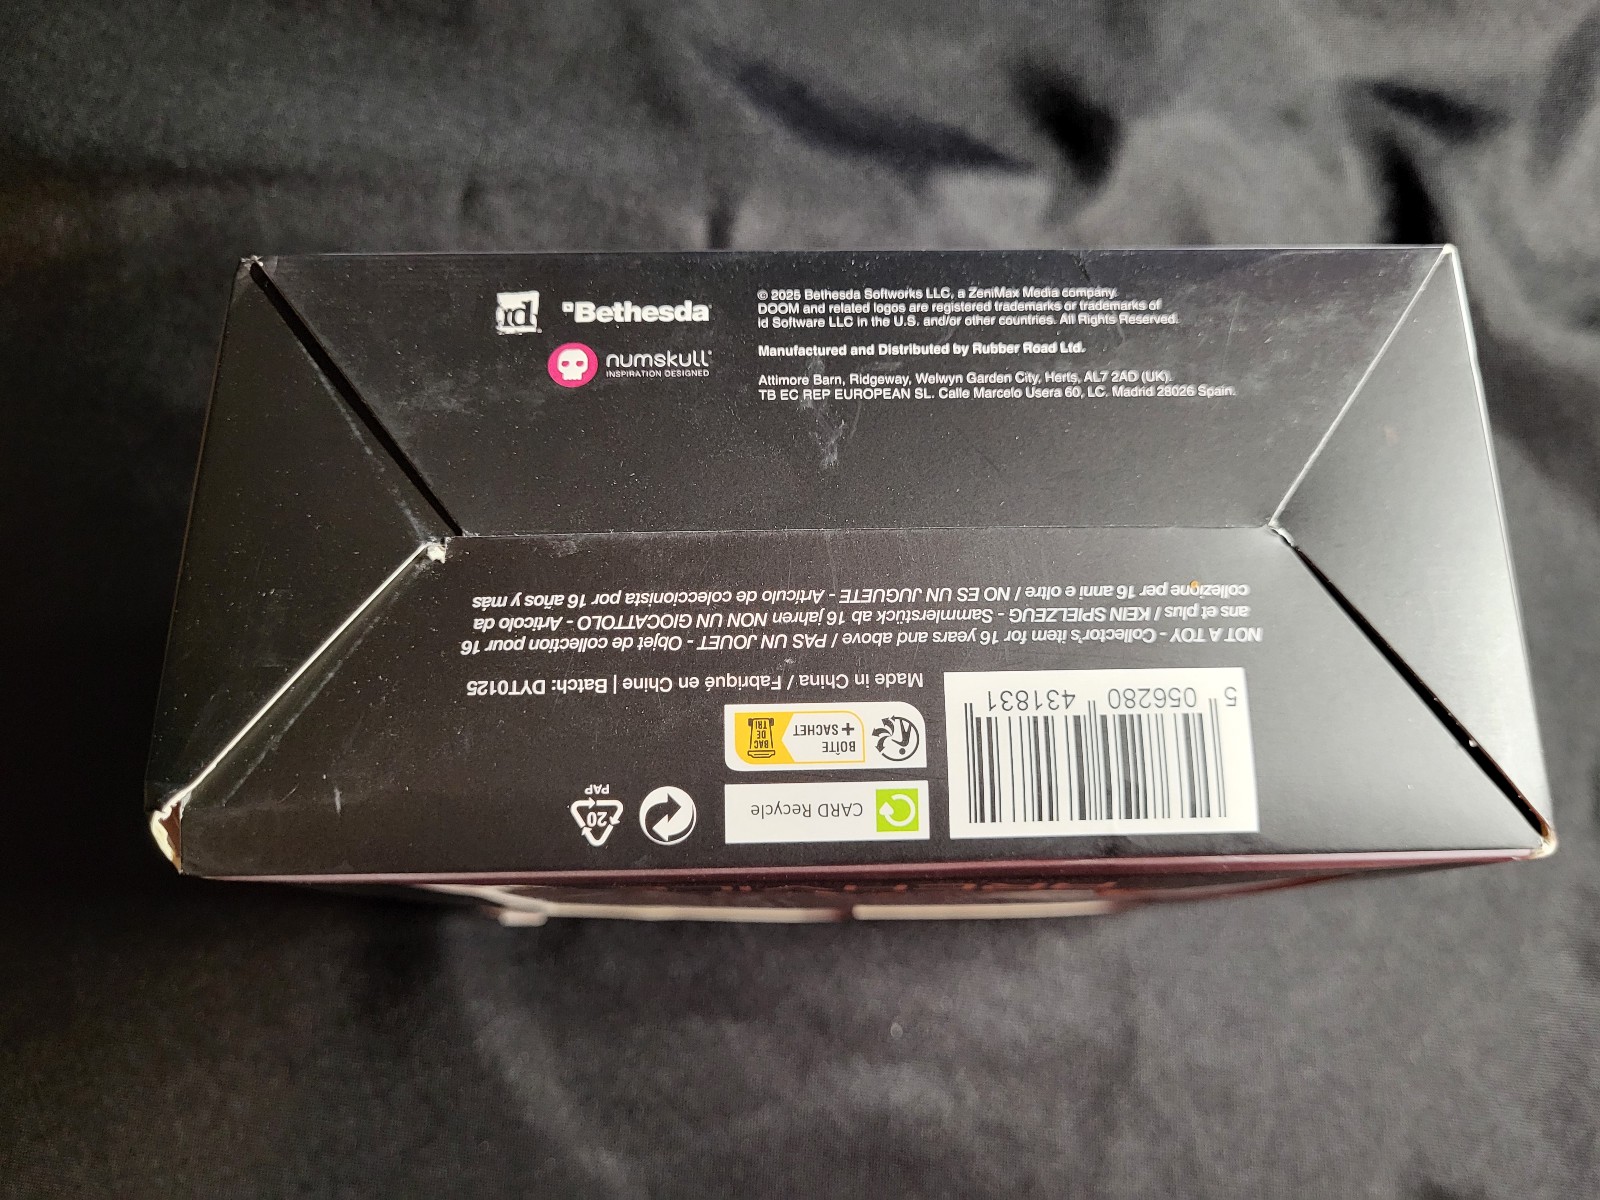 id
Bethesda
numskull
INSPIRATION DESIGNED
© 2025 Bethesda Softworks LLC, a ZeniMax Media company.
DOOM and related logos are registered trademarks or trademarks of
id Software LLC in the U.S. and/or other countries. All Rights Reserved.
Manufactured and Distributed by Rubber Road Ltd.
Attimore Barn, Ridgeway, Welwyn Garden City, Herts, AL7 2AD (UK).
TB EC REP EUROPEAN SL. Calle Marcelo Usera 60, LC. Madrid 28026 Spain.
NOT A TOY - Collector's item for 16 years and above / PAS UN JOUET - Objet de collection pour 16
ans et plus / KEIN SPIELZEUG - Sammlerstück ab 16 jahren NON UN GIOCATTOLO - Articolo da
collezione per 16 anni e oltre / NO ES UN JUGUETE - Artículo de coleccionista por 16 años y más
5 056280 431831
Made in China / Fabriqué en Chine | Batch: DYT0125
BOÎTE
+ SACHET
BAC
DE
TRI
CARD Recycle
20
PAP